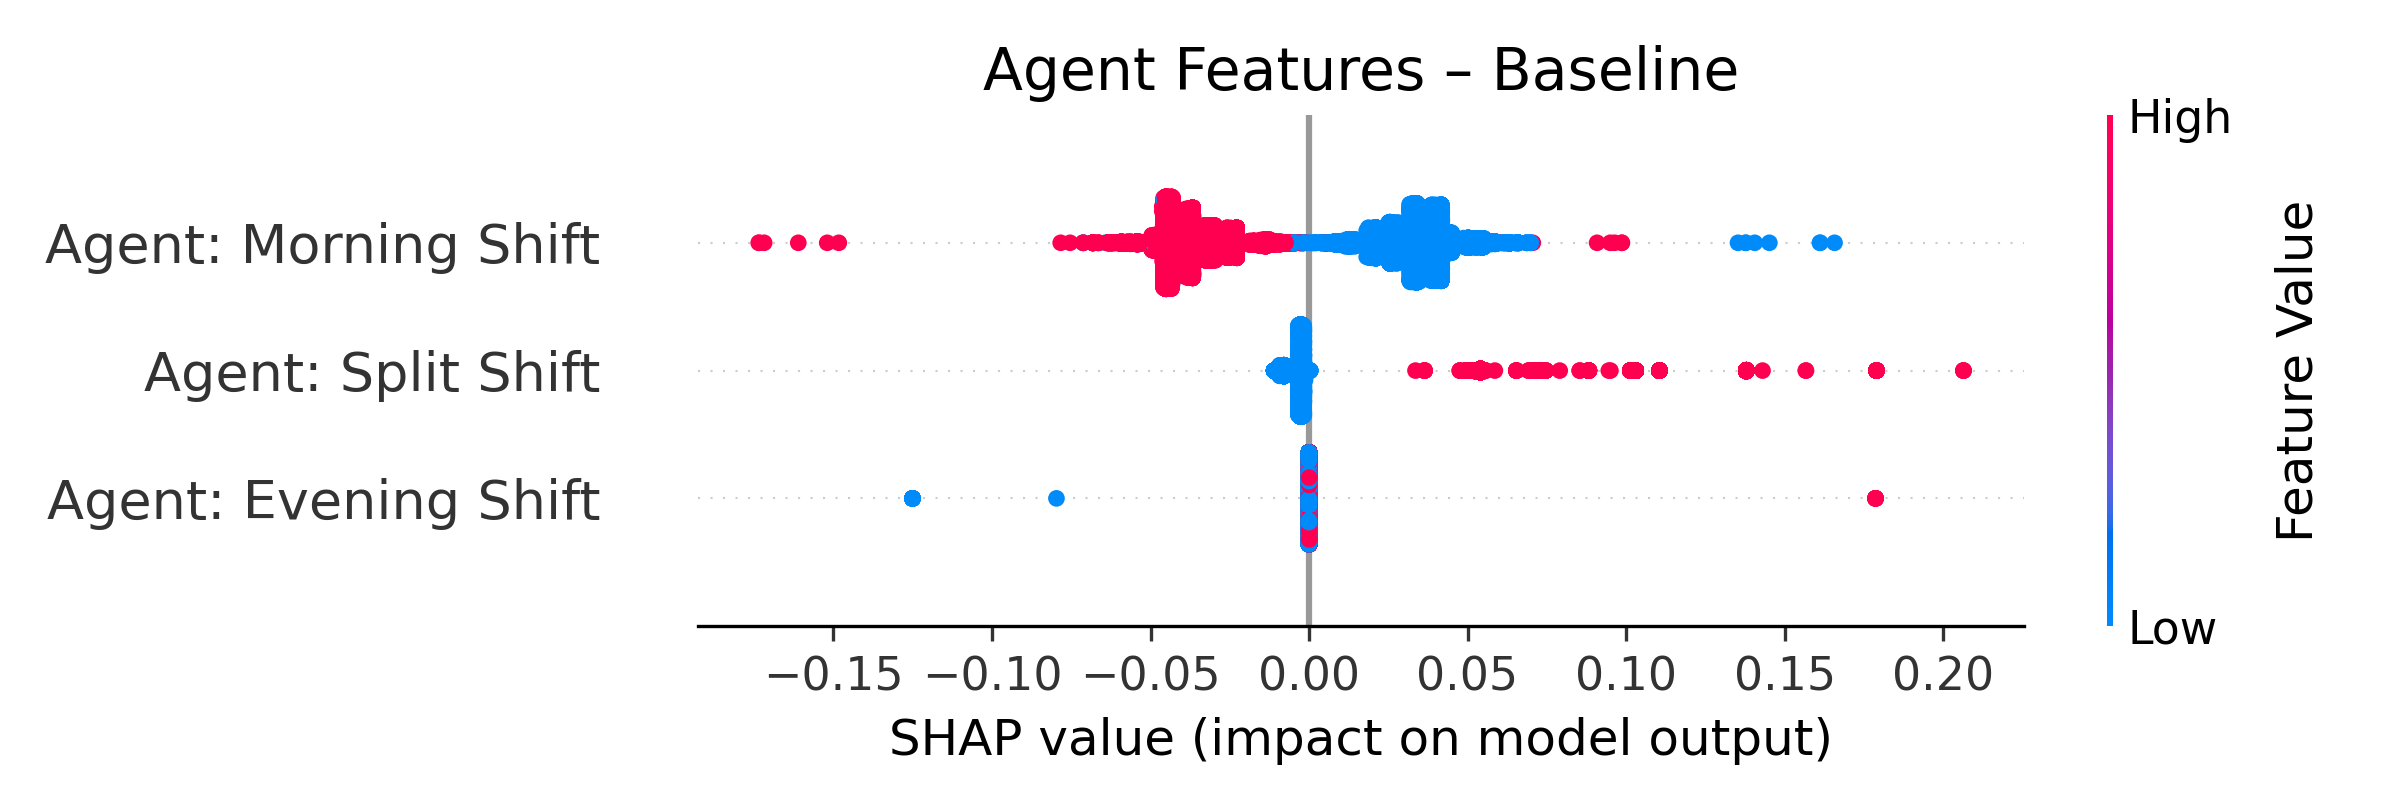 Agent Features – Baseline
High
Agent: Morning Shift
Agent: Split Shift
Agent: Evening Shift
Feature Value
Low
−0.15 −0.10 −0.05 0.00 0.05 0.10 0.15 0.20
SHAP value (impact on model output)